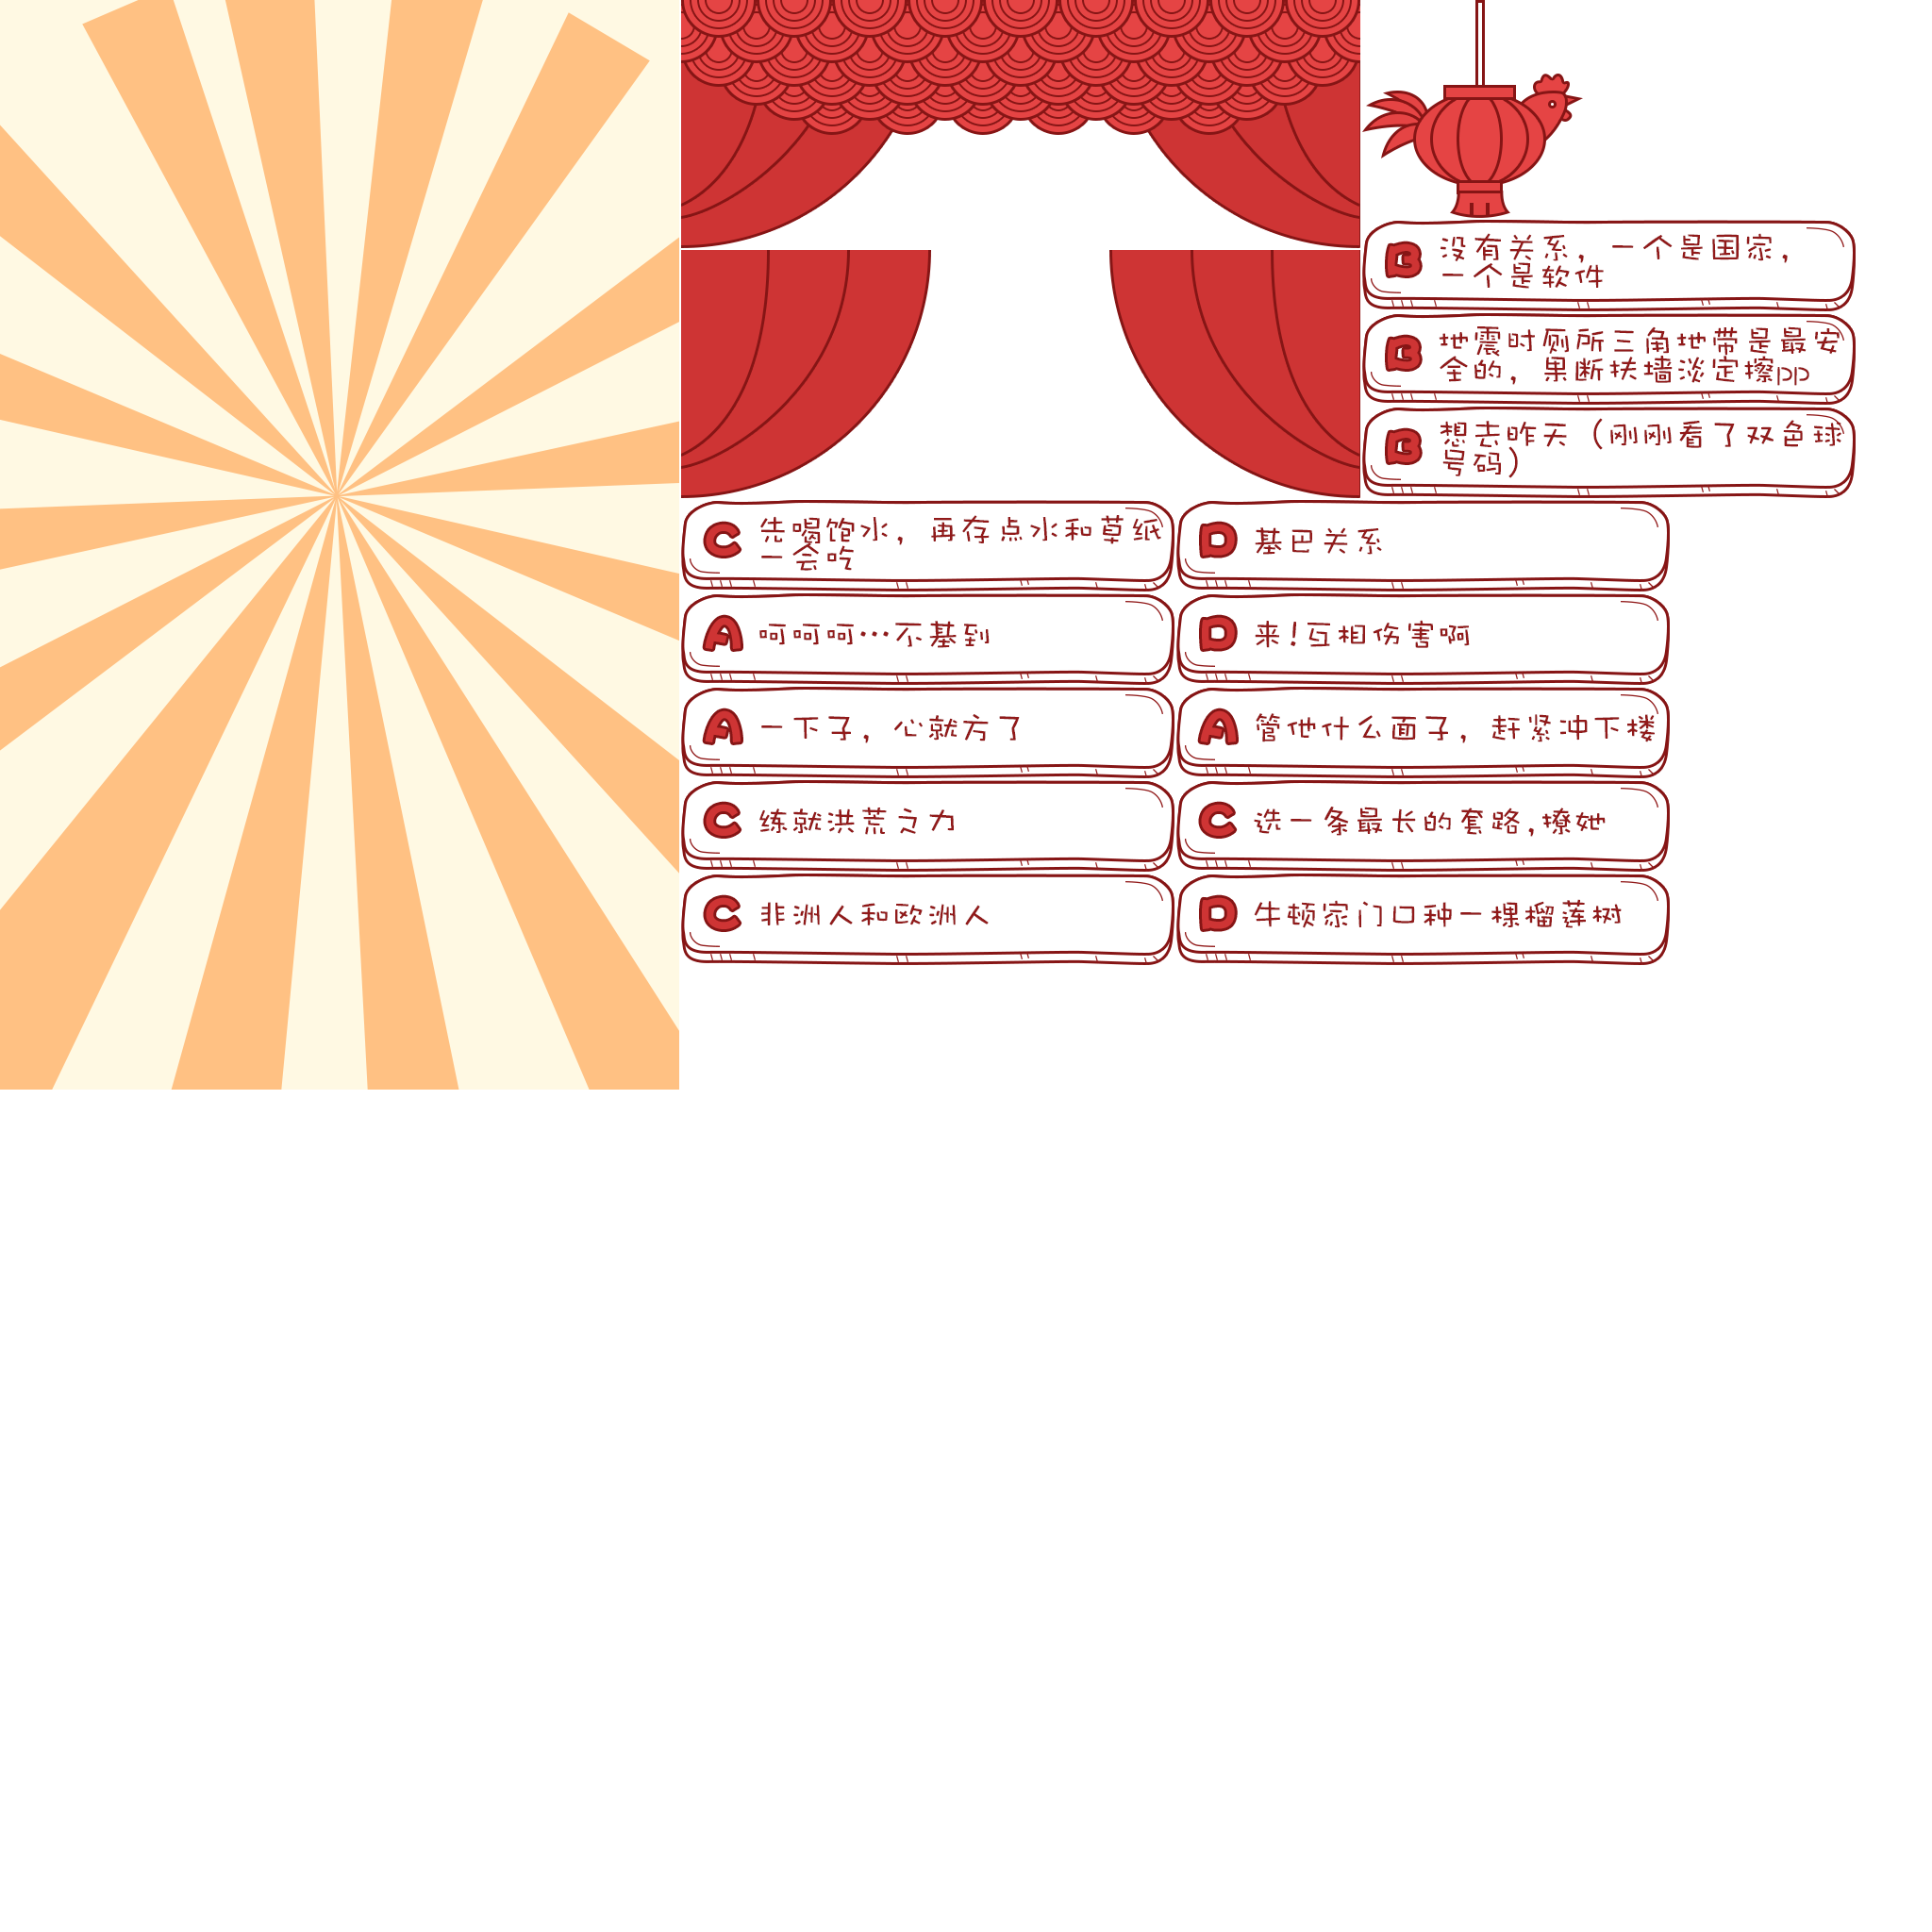 B 没有关系，一个是国家，
一个是软件
B 地震时厕所三角地带是最安
全的，果断扶墙淡定擦pp
B 想去昨天（刚刚看了双色球
号码）
C 先喝饱水，再存点水和草纸
一会吃
D 基巴关系
A 呵呵呵…不基到
D 来！互相伤害啊
A 一下子，心就方了
A 管他什么面子，赶紧冲下楼
C 练就洪荒之力
C 选一条最长的套路，撩她
C 非洲人和欧洲人
D 牛顿家门口种一棵榴莲树